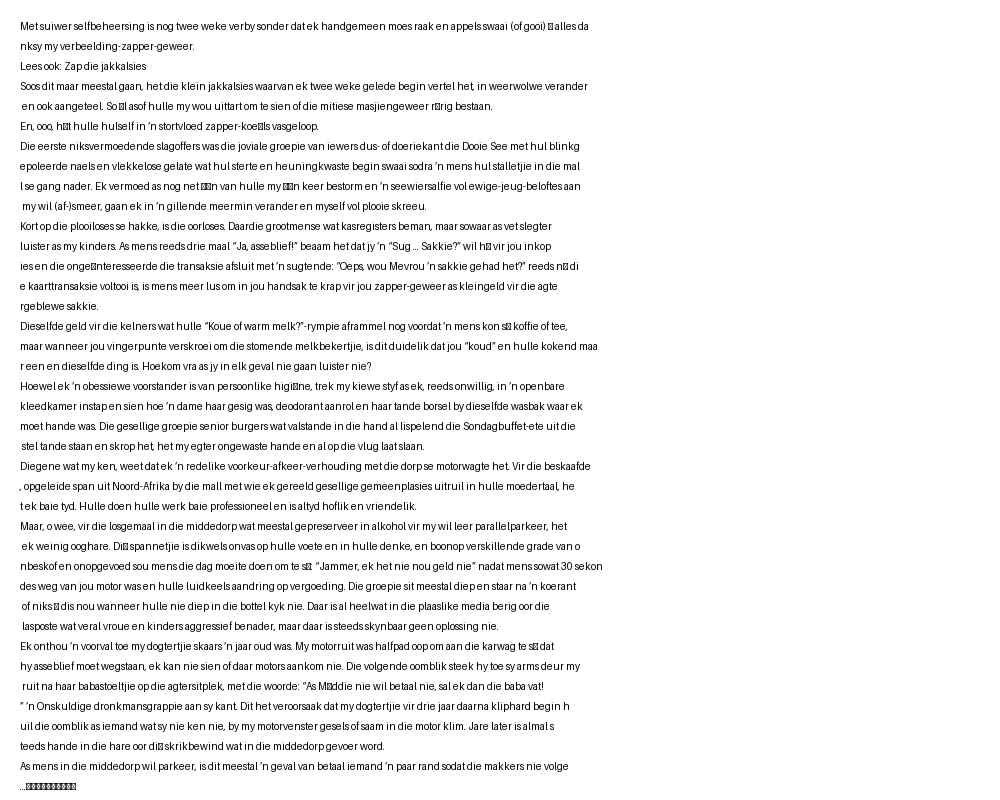 Met suiwer selfbeheersing is nog twee weke verby sonder dat ek handgemeen moes raak en appels swaai (of gooi) � alles da
nksy my verbeelding-zapper-geweer.
Lees ook: Zap die jakkalsies
Soos dit maar meestal gaan, het die klein jakkalsies waarvan ek twee weke gelede begin vertel het, in weerwolwe verander
en ook aangeteel. So �l asof hulle my wou uittart om te sien of die mitiese masjiengeweer r�rig bestaan.
En, ooo, h�t hulle hulself in ’n stortvloed zapper-koe�ls vasgeloop.
Die eerste niksvermoedende slagoffers was die joviale groepie van iewers dus- of doeriekant die Dooie See met hul blinkg
epoleerde naels en vlekkelose gelate wat hul sterte en heuningkwaste begin swaai sodra ’n mens hul stalletjie in die mal
l se gang nader. Ek vermoed as nog net ��n van hulle my ��n keer bestorm en ’n seewiersalfie vol ewige-jeug-beloftes aan
my wil (af-)smeer, gaan ek in ’n gillende meermin verander en myself vol plooie skreeu.
Kort op die plooiloses se hakke, is die oorloses. Daardie grootmense wat kasregisters beman, maar sowaar as vet slegter
luister as my kinders. As mens reeds drie maal “Ja, asseblief!” beaam het dat jy ’n “Sug ... Sakkie?” wil h� vir jou inkop
ies en die onge�nteresseerde die transaksie afsluit met ’n sugtende: “Oeps, wou Mevrou ’n sakkie gehad het?” reeds n� di
e kaarttransaksie voltooi is, is mens meer lus om in jou handsak te krap vir jou zapper-geweer as kleingeld vir die agte
rgeblewe sakkie.
Dieselfde geld vir die kelners wat hulle “Koue of warm melk?”-rympie aframmel nog voordat ’n mens kon s� koffie of tee,
maar wanneer jou vingerpunte verskroei om die stomende melkbekertjie, is dit duidelik dat jou “koud” en hulle kokend maa
r een en dieselfde ding is. Hoekom vra as jy in elk geval nie gaan luister nie?
Hoewel ek ’n obessiewe voorstander is van persoonlike higi�ne, trek my kiewe styf as ek, reeds onwillig, in ’n openbare
kleedkamer instap en sien hoe ’n dame haar gesig was, deodorant aanrol en haar tande borsel by dieselfde wasbak waar ek
moet hande was. Die gesellige groepie senior burgers wat valstande in die hand al lispelend die Sondagbuffet-ete uit die
stel tande staan en skrop het, het my egter ongewaste hande en al op die vlug laat slaan.
Diegene wat my ken, weet dat ek ’n redelike voorkeur-afkeer-verhouding met die dorp se motorwagte het. Vir die beskaafde
, opgeleide span uit Noord-Afrika by die mall met wie ek gereeld gesellige gemeenplasies uitruil in hulle moedertaal, he
t ek baie tyd. Hulle doen hulle werk baie professioneel en is altyd hoflik en vriendelik.
Maar, o wee, vir die losgemaal in die middedorp wat meestal gepreserveer in alkohol vir my wil leer parallelparkeer, het
ek weinig ooghare. Di� spannetjie is dikwels onvas op hulle voete en in hulle denke, en boonop verskillende grade van o
nbeskof en onopgevoed sou mens die dag moeite doen om te s�: “Jammer, ek het nie nou geld nie” nadat mens sowat 30 sekon
des weg van jou motor was en hulle luidkeels aandring op vergoeding. Die groepie sit meestal diep en staar na ’n koerant
of niks � dis nou wanneer hulle nie diep in die bottel kyk nie. Daar is al heelwat in die plaaslike media berig oor die
lasposte wat veral vroue en kinders aggressief benader, maar daar is steeds skynbaar geen oplossing nie.
Ek onthou ’n voorval toe my dogtertjie skaars ’n jaar oud was. My motorruit was halfpad oop om aan die karwag te s� dat
hy asseblief moet wegstaan, ek kan nie sien of daar motors aankom nie. Die volgende oomblik steek hy toe sy arms deur my
ruit na haar babastoeltjie op die agtersitplek, met die woorde: “As M�ddie nie wil betaal nie, sal ek dan die baba vat!
” ’n Onskuldige dronkmansgrappie aan sy kant. Dit het veroorsaak dat my dogtertjie vir drie jaar daarna kliphard begin h
uil die oomblik as iemand wat sy nie ken nie, by my motorvenster gesels of saam in die motor klim. Jare later is almal s
teeds hande in die hare oor di� skrikbewind wat in die middedorp gevoer word.
As mens in die middedorp wil parkeer, is dit meestal ’n geval van betaal iemand ’n paar rand sodat die makkers nie volge
...����������